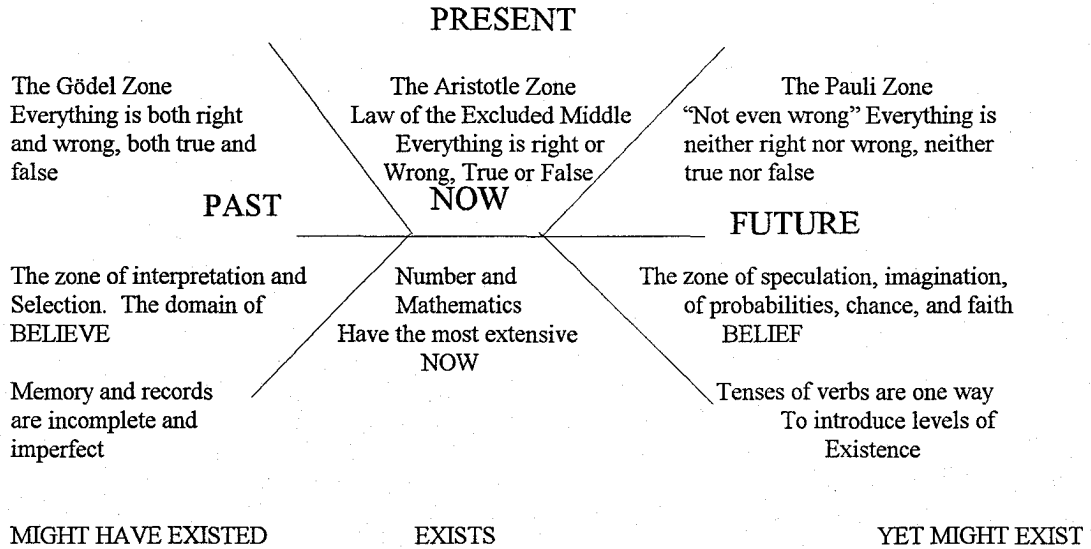 PRESENT
The Gödel Zone
Everything is both right
and wrong, both true and
false
The Aristotle Zone
Law of the Excluded Middle
Everything is right or
Wrong, True or False
The Pauli Zone
“Not even wrong” Everything is
neither right nor wrong, neither
true nor false
PAST
NOW
FUTURE
The zone of interpretation and
Selection. The domain of
BELIEVE
Number and
Mathematics
Have the most extensive
NOW
The zone of speculation, imagination,
of probabilities, chance, and faith
BELIEF
Memory and records
are incomplete and
imperfect
Tenses of verbs are one way
To introduce levels of
Existence
MIGHT HAVE EXISTED
EXISTS
YET MIGHT EXIST